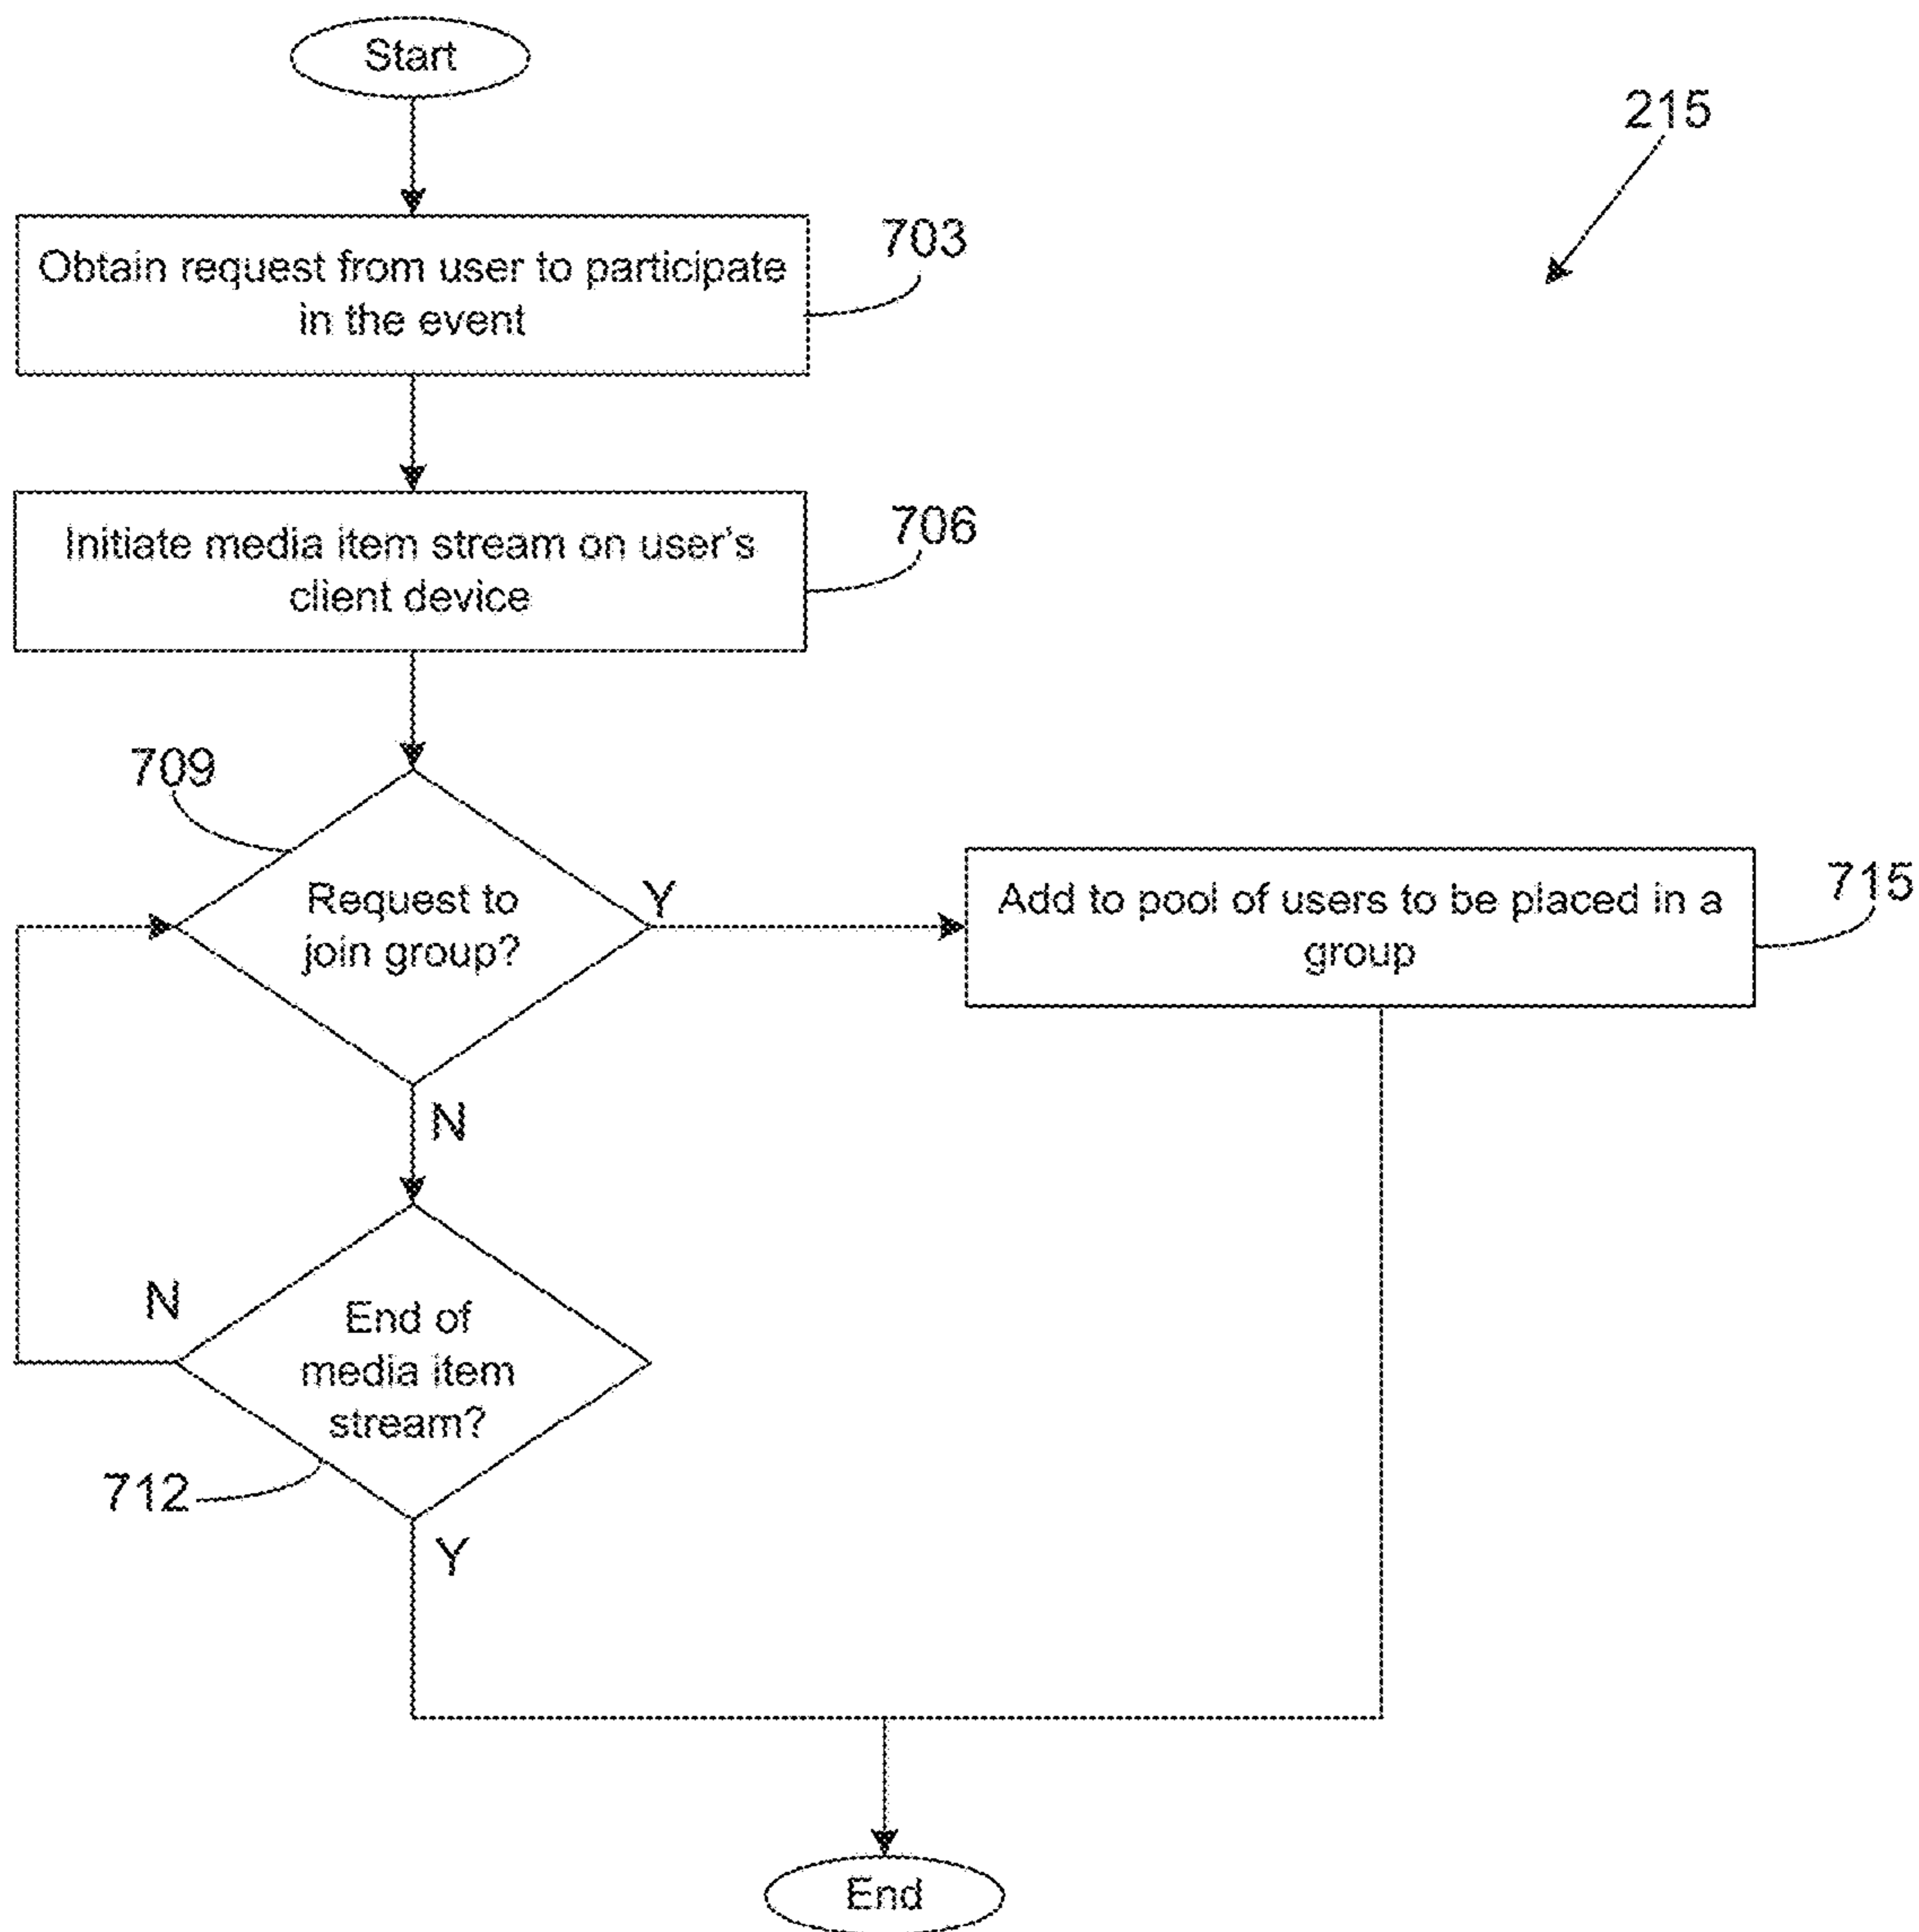 Start
215
Obtain request from user to participate
in the event
703
Initiate media item stream on user's
client device
706
709
Request to
join group?
Y
Add to pool of users to be placed in a
group
715
N
N
End of
media item
stream?
712
Y
End